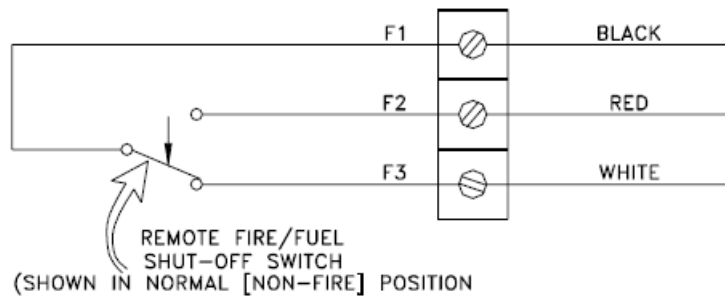 F1 BLACK
F2 RED
F3 WHITE
REMOTE FIRE/FUEL
SHUT-OFF SWITCH
(SHOWN IN NORMAL [NON-FIRE] POSITION